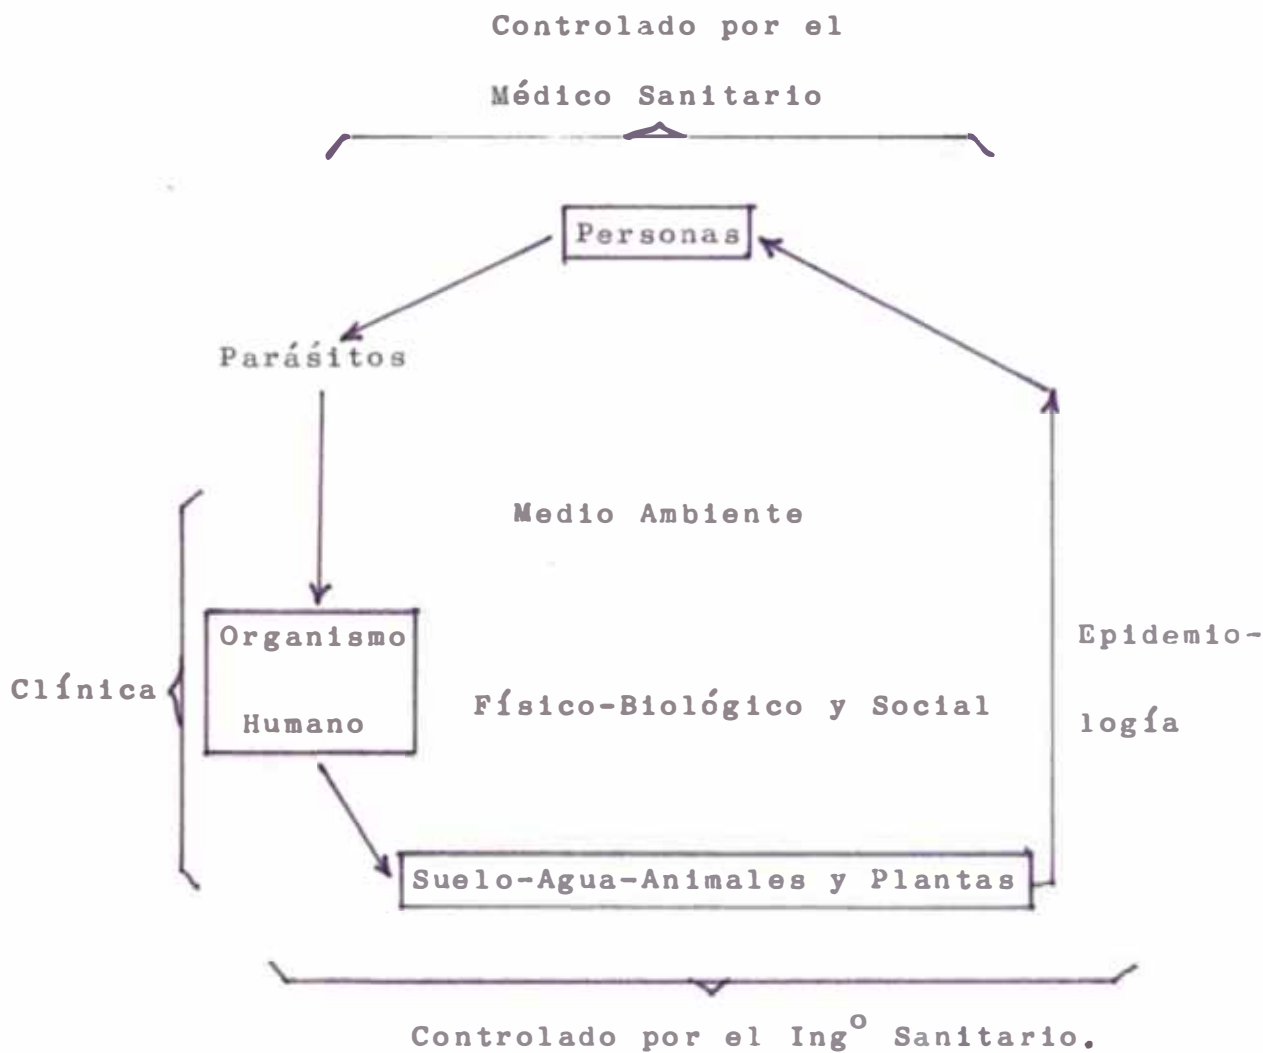 Controlado por el
Médico Sanitario
Personas
Parásitos
Medio Ambiente
Organismo
Humano
Clínica
Físico-Biológico y Social
Epidemio-
logía
Suelo-Agua-Animales y Plantas
Controlado por el Ingº Sanitario.